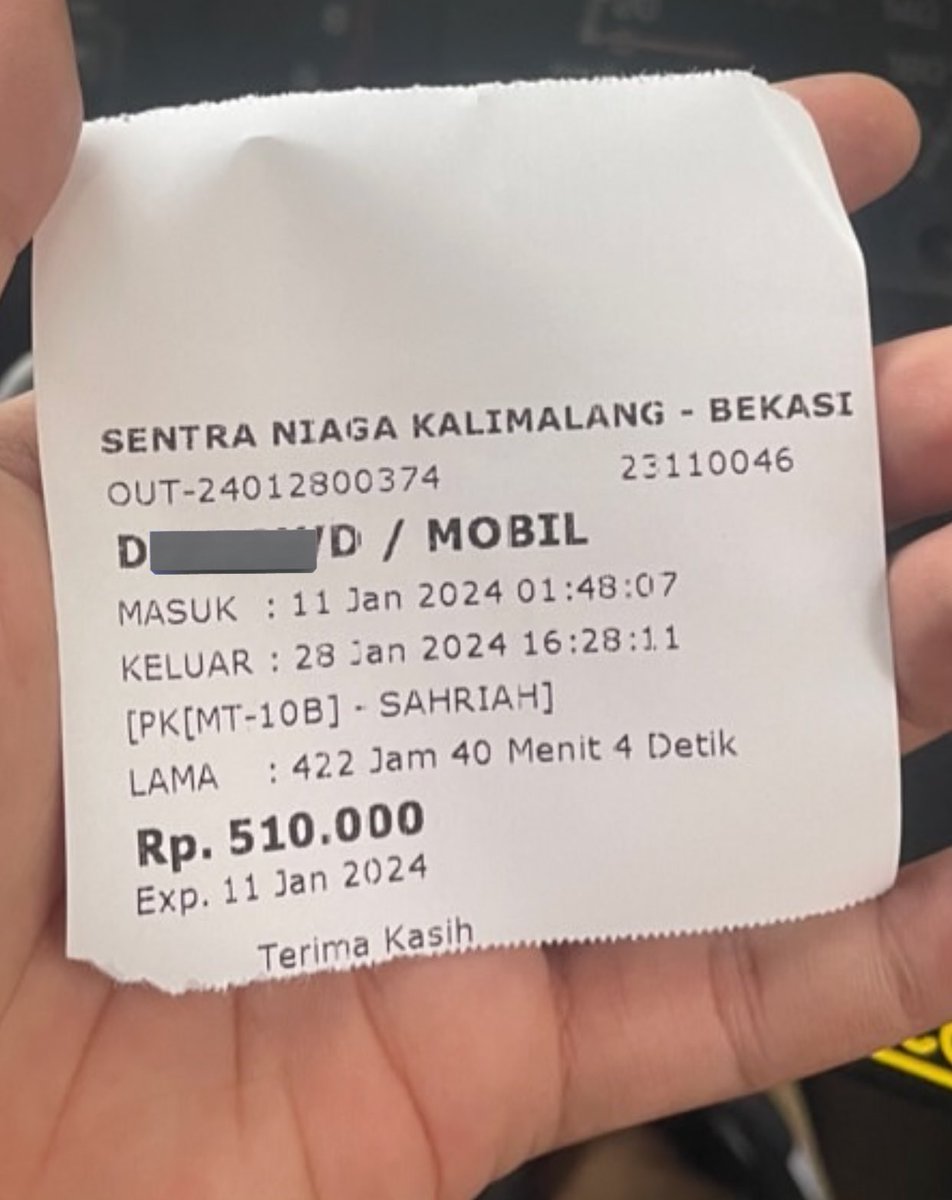 SENTRA NIAGA KALIMALANG - BEKASI
OUT-24012800374 23110046
D D / MOBIL
MASUK : 11 Jan 2024 01:48:07
KELUAR : 28 Jan 2024 16:28:11
[PK[MT-10B] - SAHRIAH]
LAMA : 422 Jam 40 Menit 4 Detik
Rp. 510.000
Exp. 11 Jan 2024
Terima Kasih